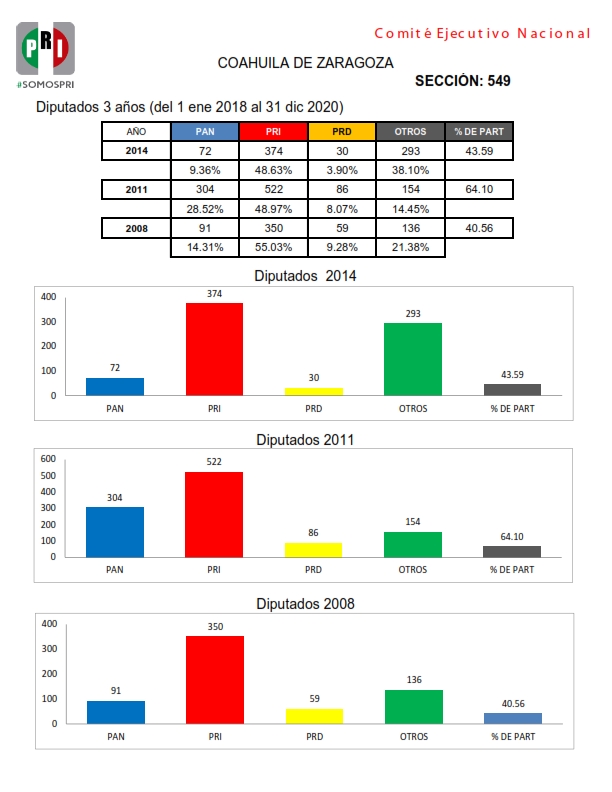 Comité Ejecutivo Nacional
PRI
#SOMOSPRI
COAHUILA DE ZARAGOZA
SECCIÓN: 549
Diputados 3 años (del 1 ene 2018 al 31 dic 2020)
AÑO PAN PRI PRD OTROS % DE PART
2014 72 374 30 293 43.59
9.36% 48.63% 3.90% 38.10%
2011 304 522 86 154 64.10
28.52% 48.97% 8.07% 14.45%
2008 91 350 59 136 40.56
14.31% 55.03% 9.28% 21.38%
Diputados 2014
400
300
200
100
0
72 374 30 293 43.59
PAN PRI PRD OTROS % DE PART
Diputados 2011
600
500
400
300
200
100
0
304 522 86 154 64.10
PAN PRI PRD OTROS % DE PART
Diputados 2008
400
300
200
100
0
91 350 59 136 40.56
PAN PRI PRD OTROS % DE PART